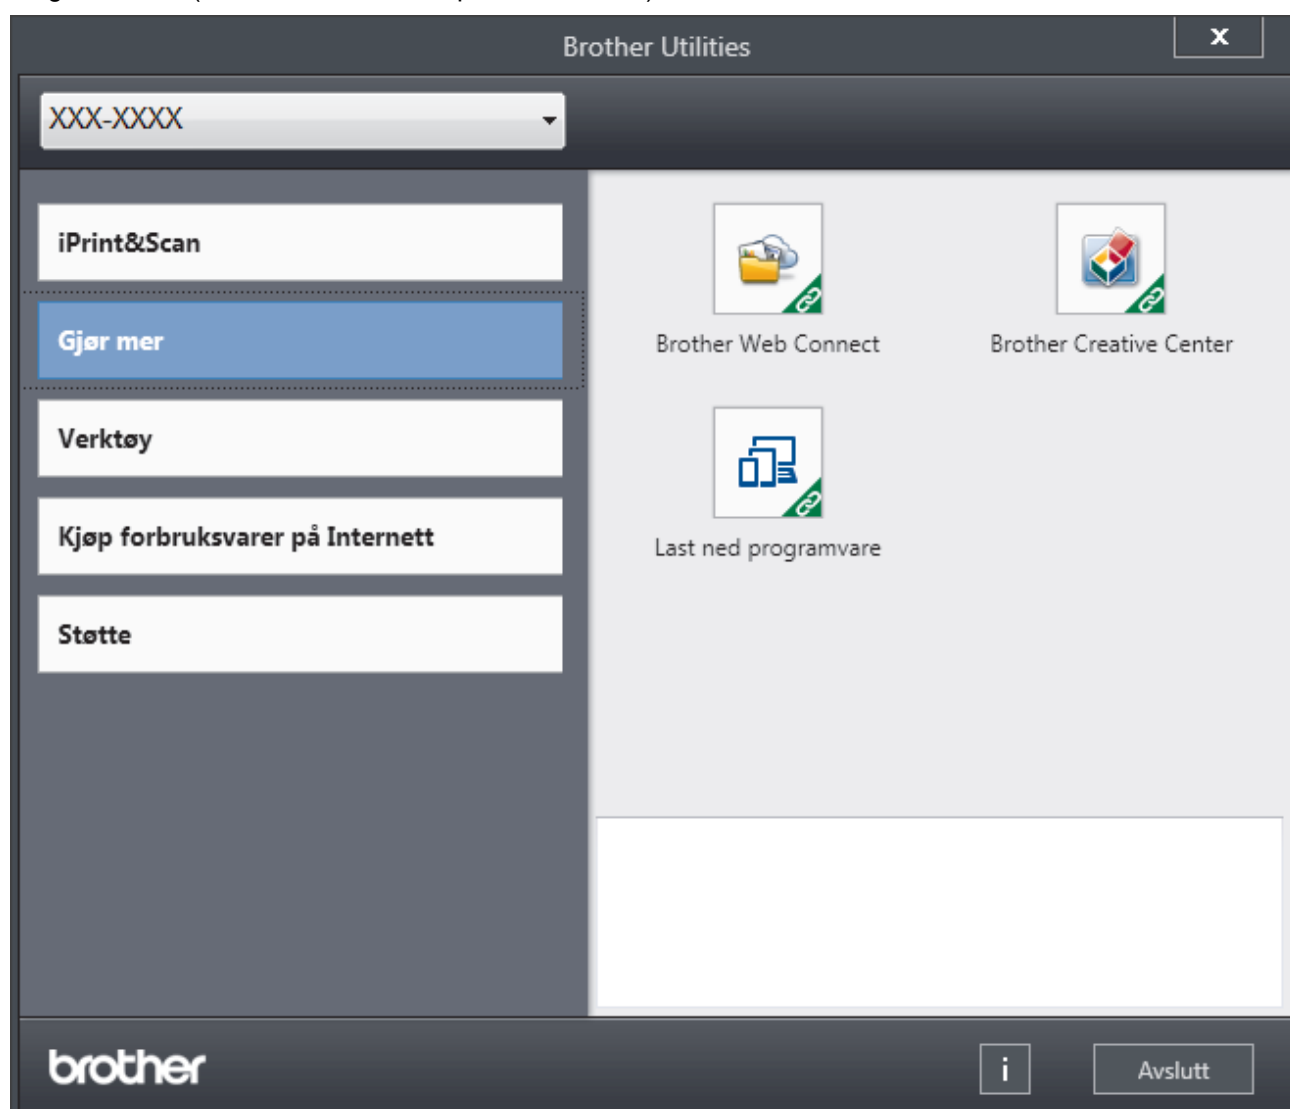 Brother Utilities
x
XXX-XXXX
iPrint&Scan
Gjør mer
Verktøy
Kjøp forbruksvarer på Internett
Støtte
Brother Web Connect
Brother Creative Center
Last ned programvare
brother
i
Avslutt